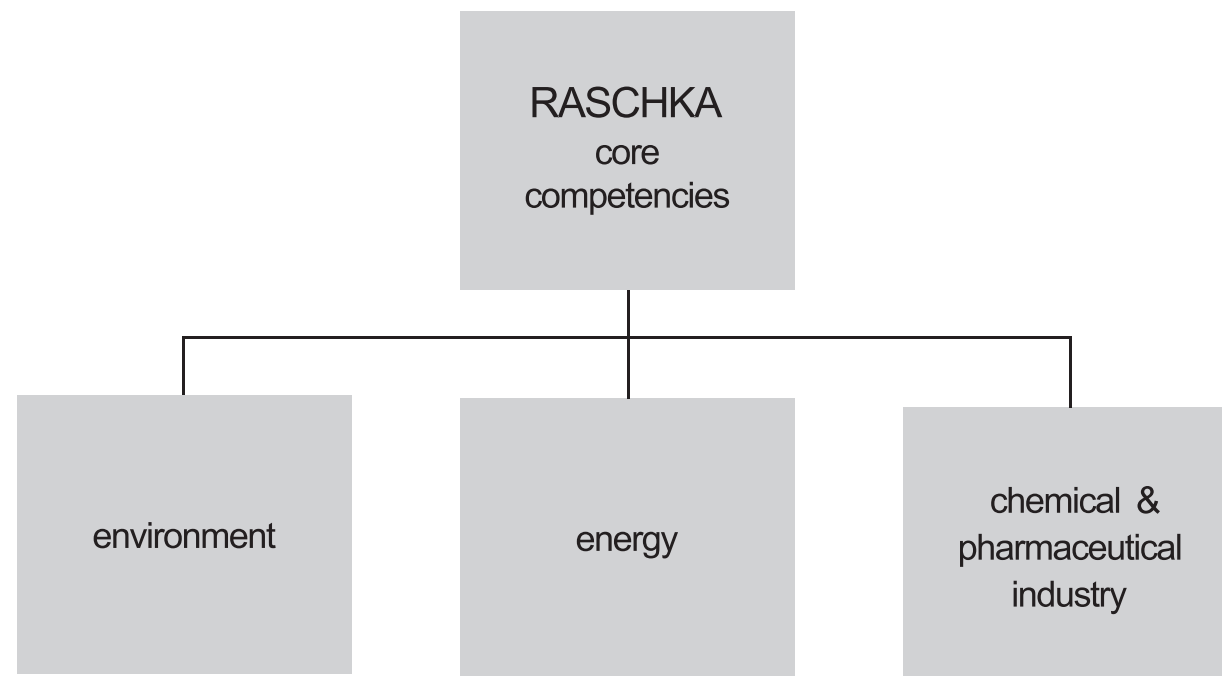 RASCHKA
core
competencies
environment
energy
chemical &
pharmaceutical
industry